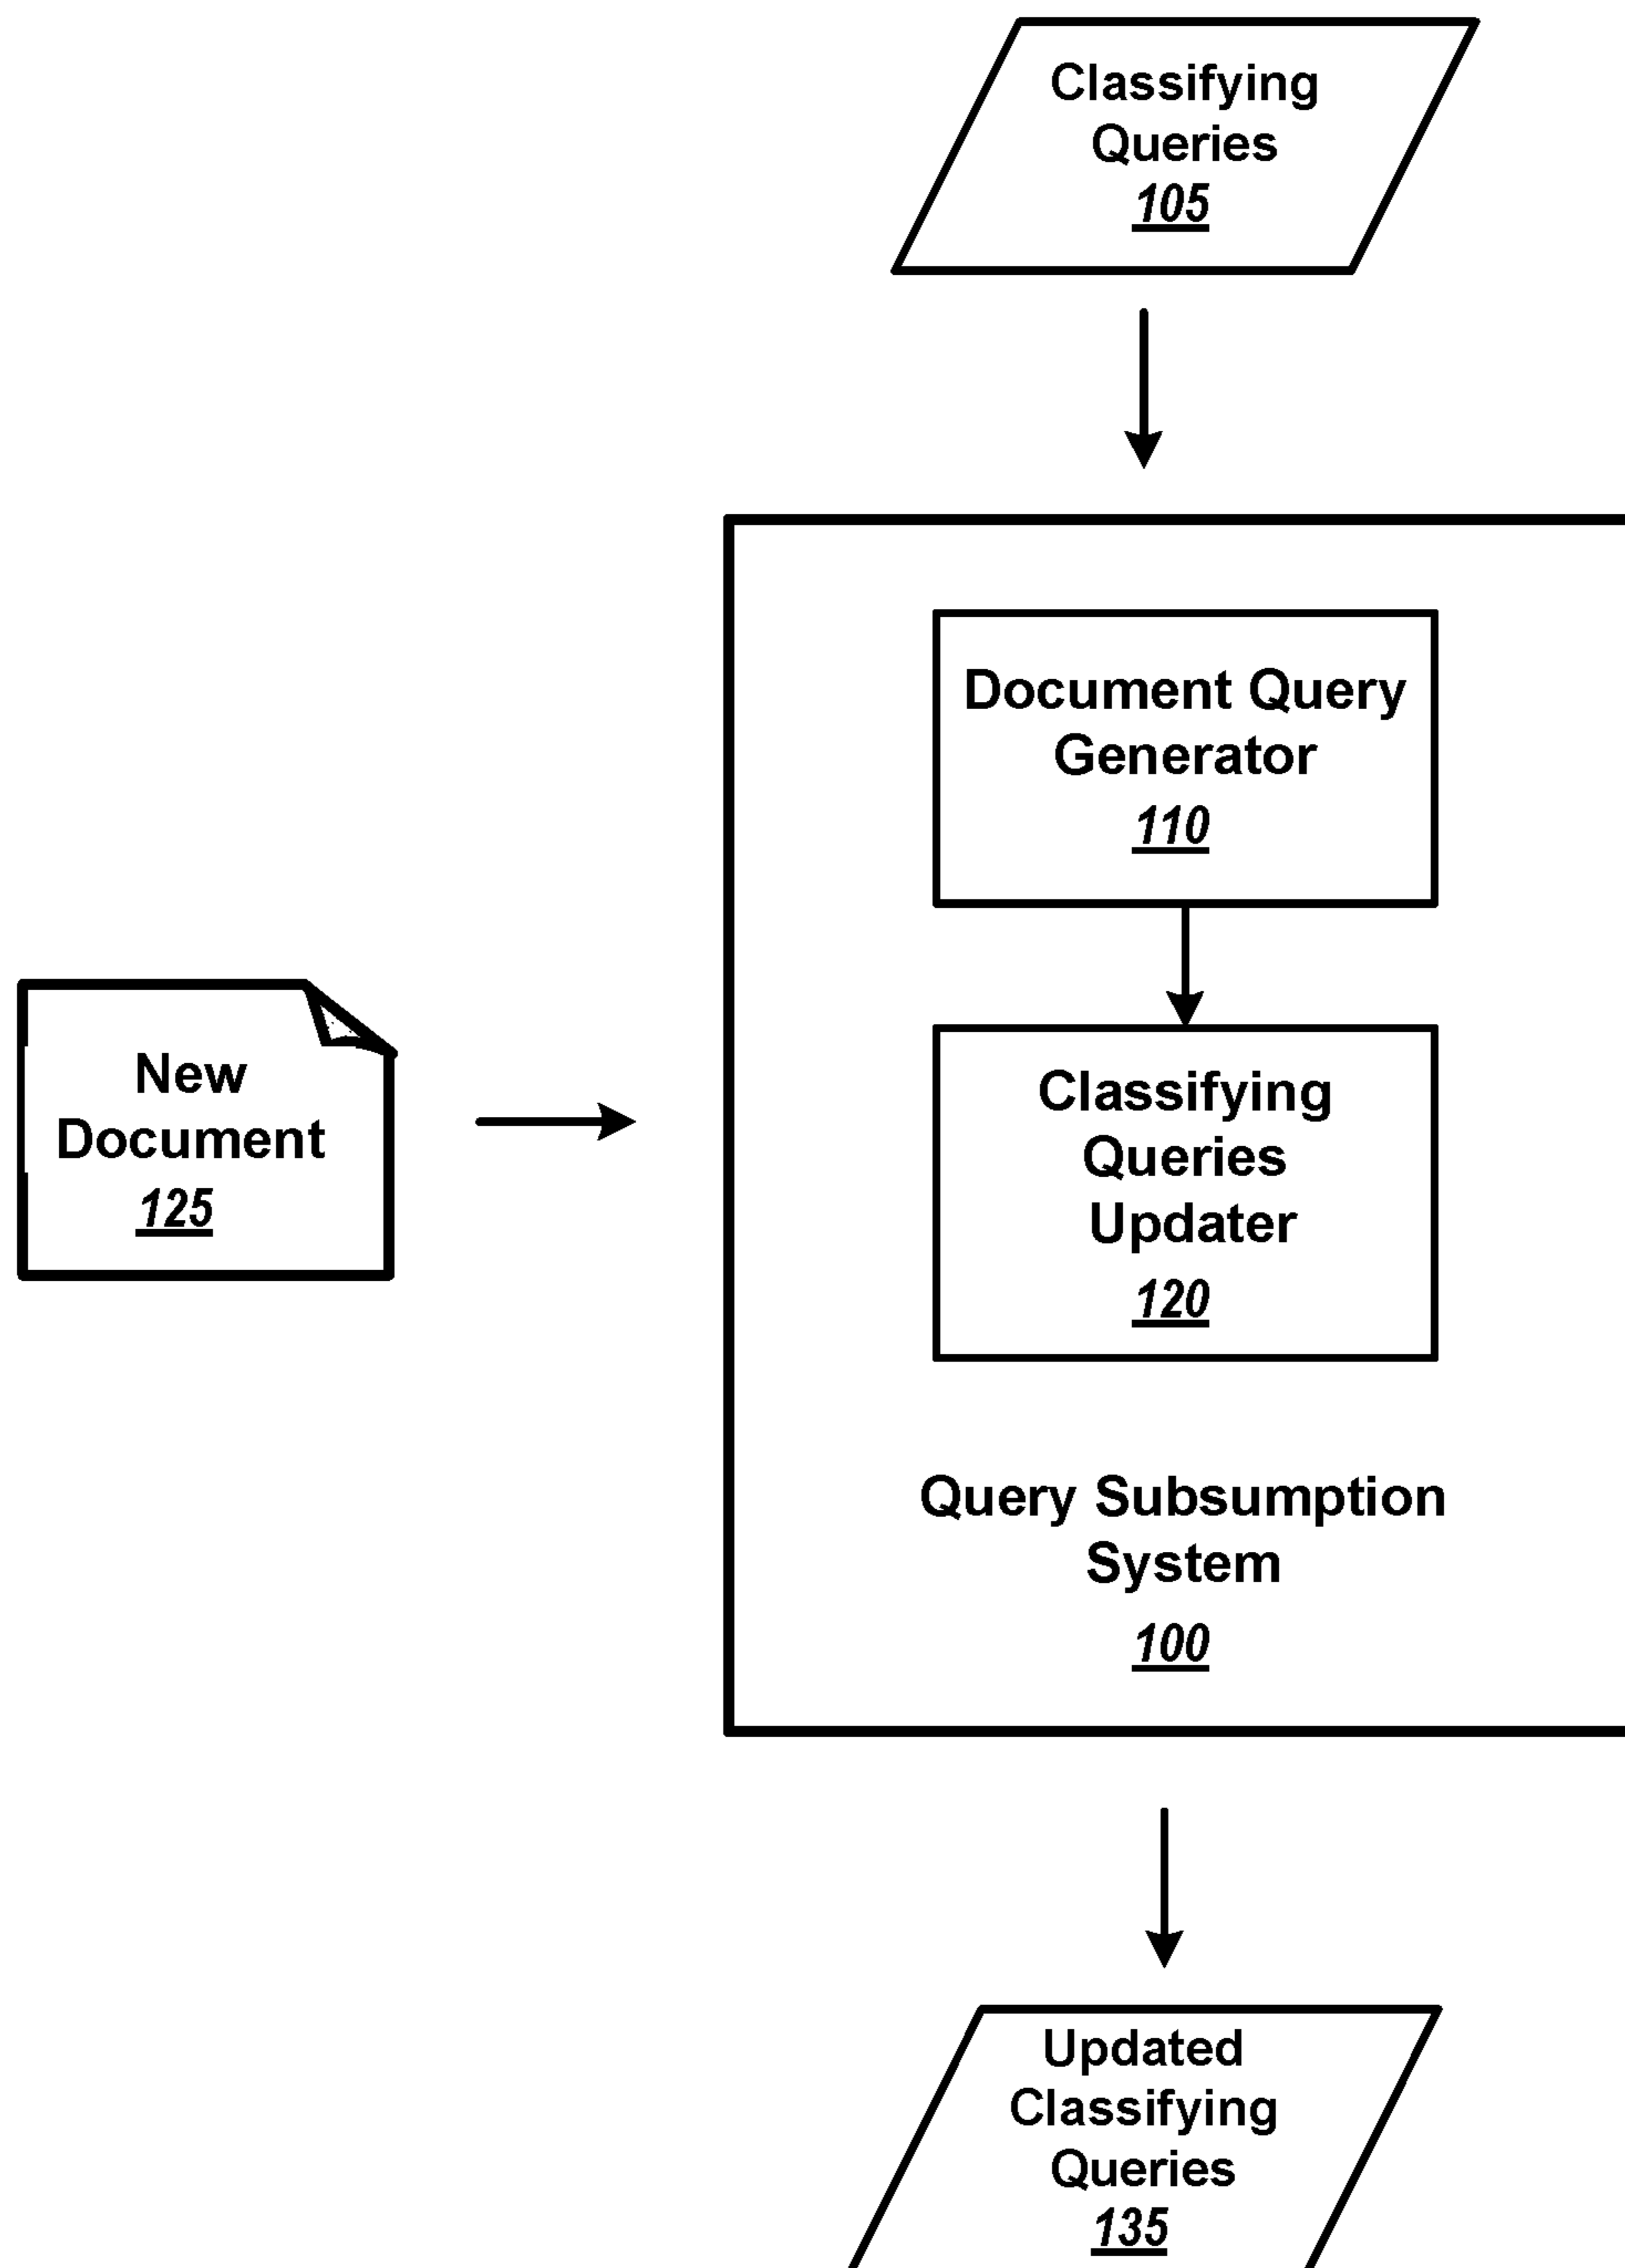 Classifying
Queries
105
Document Query
Generator
110
New
Document
125
Classifying
Queries
Updater
120
Query Subsumption
System
100
Updated
Classifying
Queries
135